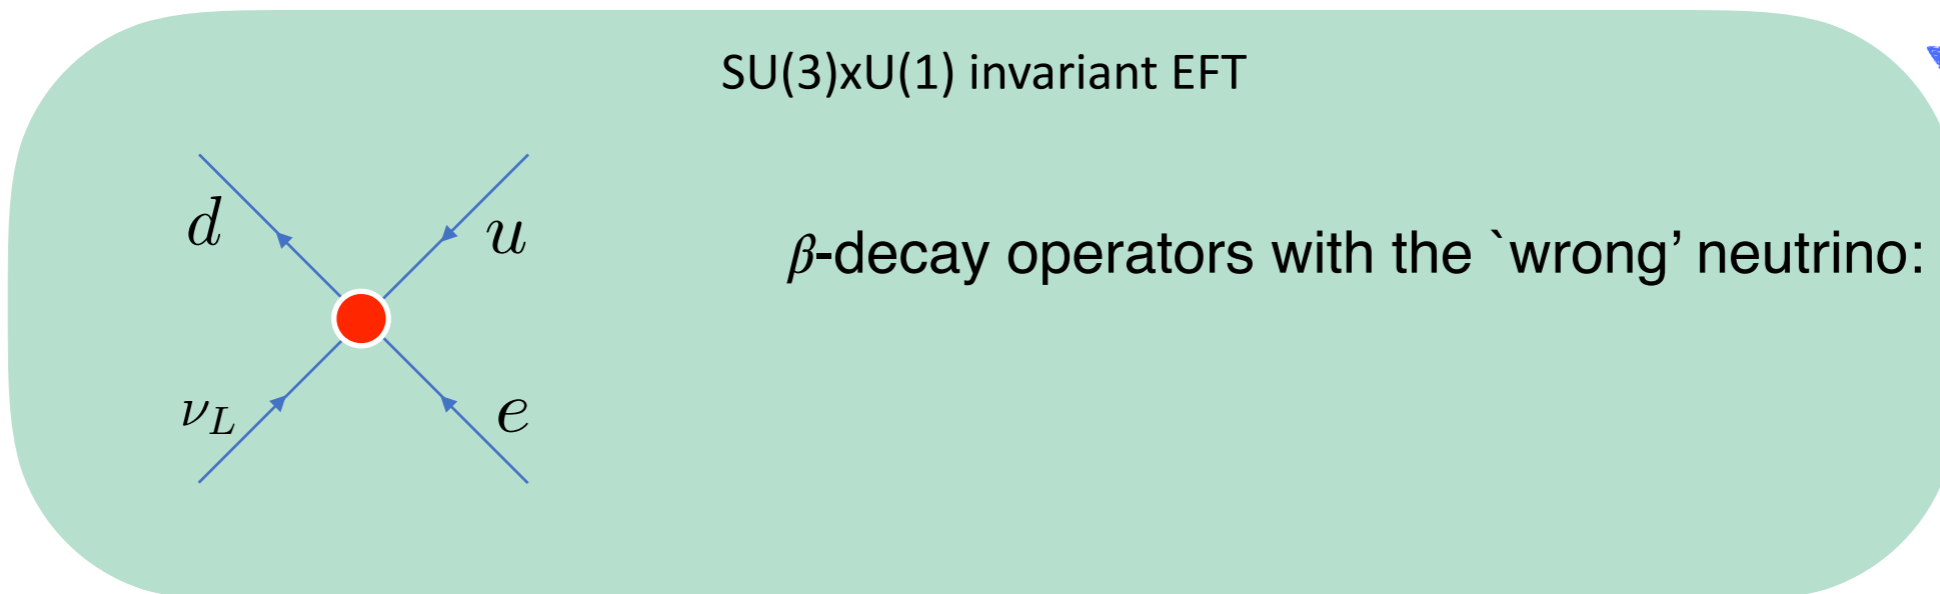 SU(3)xU(1) invariant EFT
d
u
β-decay operators with the `wrong’ neutrino:
ν_L
e